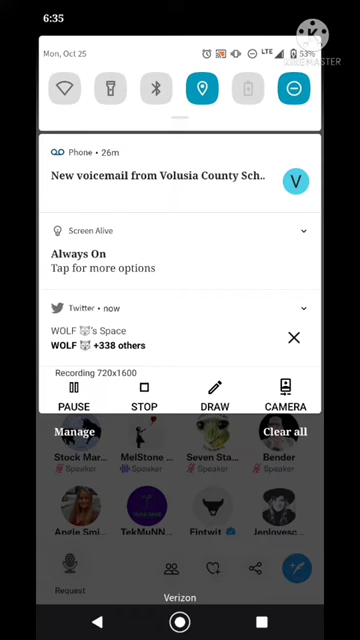 6:35
KINEMASTER
Mon, Oct 25
LTE
53%
Phone • 26m
New voicemail from Volusia County Sch..
V
Screen Alive
Always On
Tap for more options
Twitter • now
WOLF 🐺's Space
WOLF 🐺 +338 others
Recording 720x1600
PAUSE STOP DRAW CAMERA
Manage Clear all
Stock Mar... MelStone ... Seven Sta... Bender
Speaker Speaker Speaker Speaker
Angie Smi... TekMuNN... Fintwit Jenlovesc...
Request
Verizon